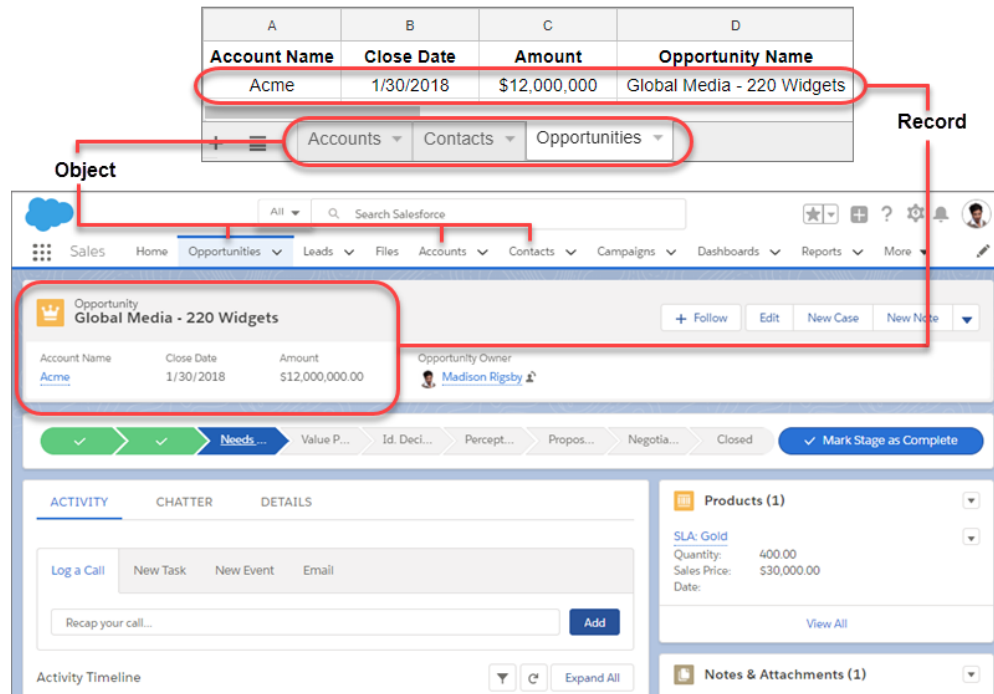 A B C D
Account Name Close Date Amount Opportunity Name
Acme 1/30/2018 $12,000,000 Global Media - 220 Widgets
Record
Accounts Contacts Opportunities
Object
All Search Salesforce
Sales Home Opportunities Leads Files Accounts Contacts Campaigns Dashboards Reports More
Opportunity
Global Media - 220 Widgets
+ Follow Edit New Case New Note
Account Name Close Date Amount Opportunity Owner
Acme 1/30/2018 $12,000,000.00 Madison Rigsby
Needs ... Value P... Id. Deci... Percept... Propos... Negotia... Closed Mark Stage as Complete
ACTIVITY CHATTER DETAILS
Products (1)
SLA: Gold
Quantity: 400.00
Sales Price: $30,000.00
Date:
View All
Log a Call New Task New Event Email
Recap your call... Add
Activity Timeline Expand All
Notes & Attachments (1)